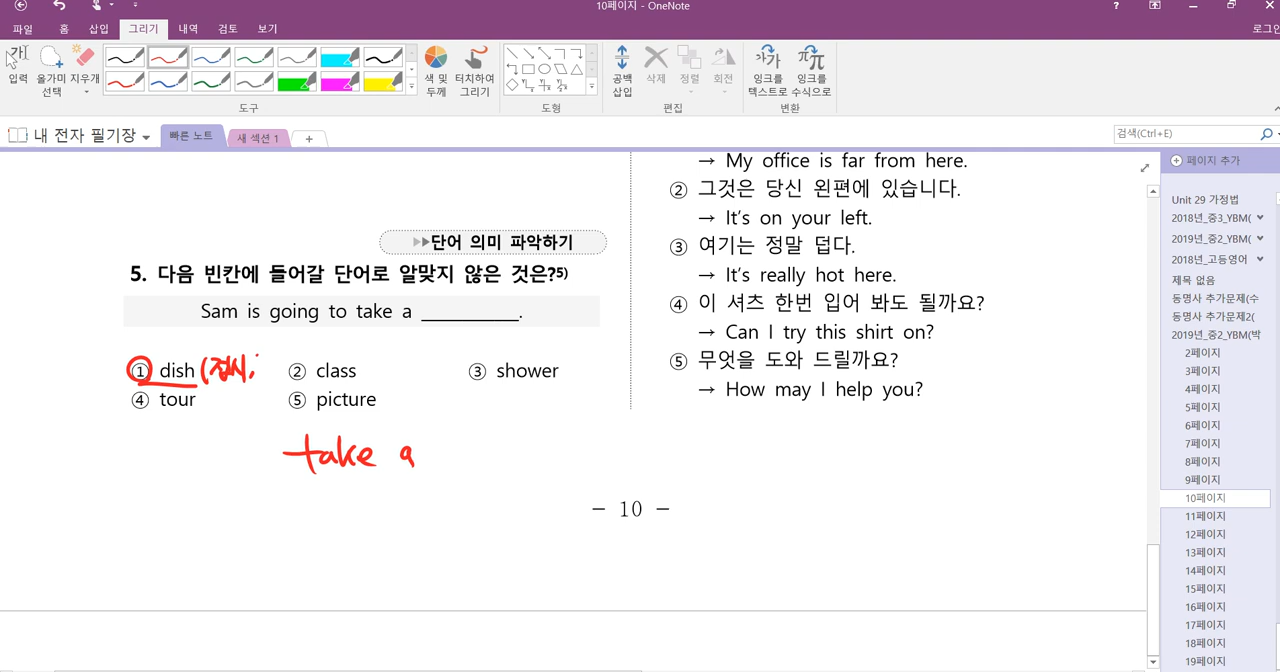 10페이지 - OneNote
?
파일 홈 삽입 그리기 내역 검토 보기
로그인
입력
올가미 선택
지우개
색 및 두께
터치하여 그리기
공백 삽입
삭제
정렬
회전
잉크를 텍스트로
잉크를 수식으로
도구
도형
편집
변환
내 전자 필기장
빠른 노트
새 섹션 1
+
검색(Ctrl+E)
▶▶단어 의미 파악하기
5. 다음 빈칸에 들어갈 단어로 알맞지 않은 것은?5)
Sam is going to take a __________.
① dish (접시
② class
③ shower
④ tour
⑤ picture
take a
→ My office is far from here.
② 그것은 당신 왼편에 있습니다.
→ It's on your left.
③ 여기는 정말 덥다.
→ It's really hot here.
④ 이 셔츠 한번 입어 봐도 될까요?
→ Can I try this shirt on?
⑤ 무엇을 도와 드릴까요?
→ How may I help you?
- 10 -
페이지 추가
Unit 29 가정법
2018년_중3_YBM(
2019년_중2_YBM(
2018년_고등영어
제목 없음
동명사 추가문제(수
동명사 추가문제2(
2019년_중2_YBM(박
2페이지
3페이지
4페이지
5페이지
6페이지
7페이지
8페이지
9페이지
10페이지
11페이지
12페이지
13페이지
14페이지
15페이지
16페이지
17페이지
18페이지
19페이지